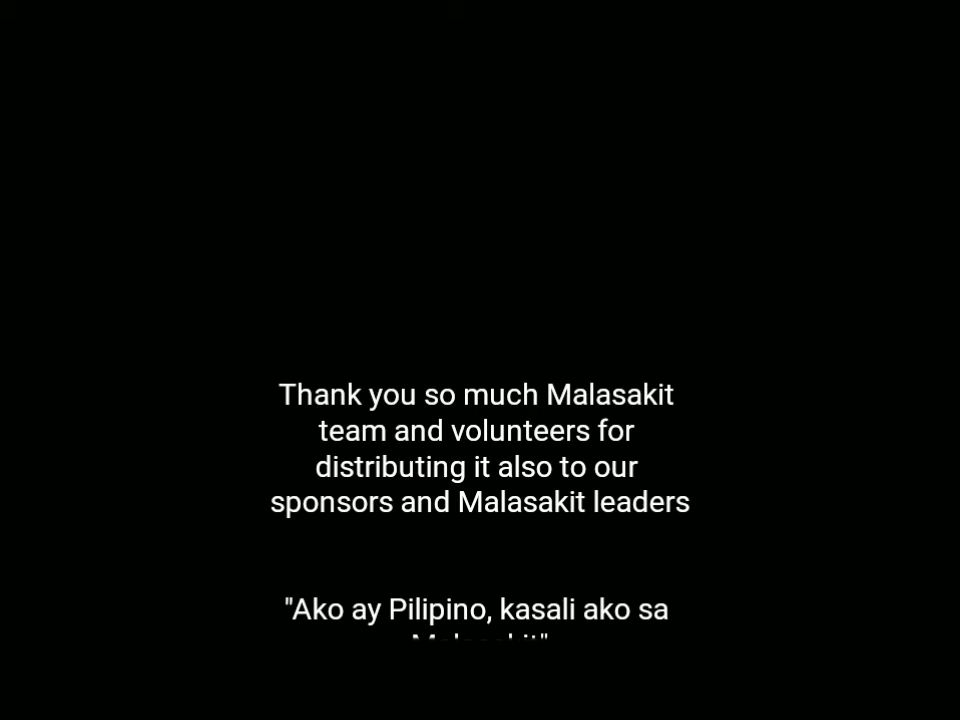 Thank you so much Malasakit
team and volunteers for
distributing it also to our
sponsors and Malasakit leaders
"Ako ay Pilipino, kasali ako sa
Malasakit"